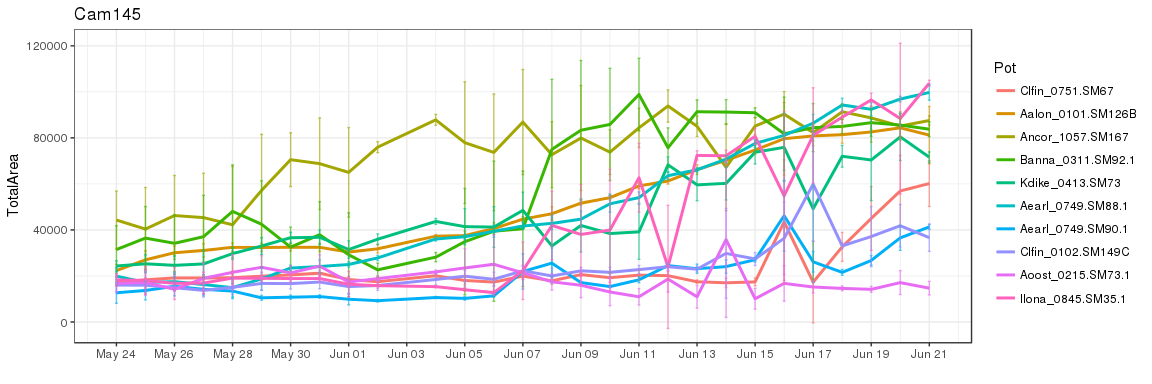 Cam145
TotalArea
120000
80000
40000
0
May 24 May 26 May 28 May 30 Jun 01 Jun 03 Jun 05 Jun 07 Jun 09 Jun 11 Jun 13 Jun 15 Jun 17 Jun 19 Jun 21
Pot
Clfin_0751.SM67
Aalon_0101.SM126B
Ancor_1057.SM167
Banna_0311.SM92.1
Kdike_0413.SM73
Aearl_0749.SM88.1
Aearl_0749.SM90.1
Clfin_0102.SM149C
Aoost_0215.SM73.1
Ilona_0845.SM35.1